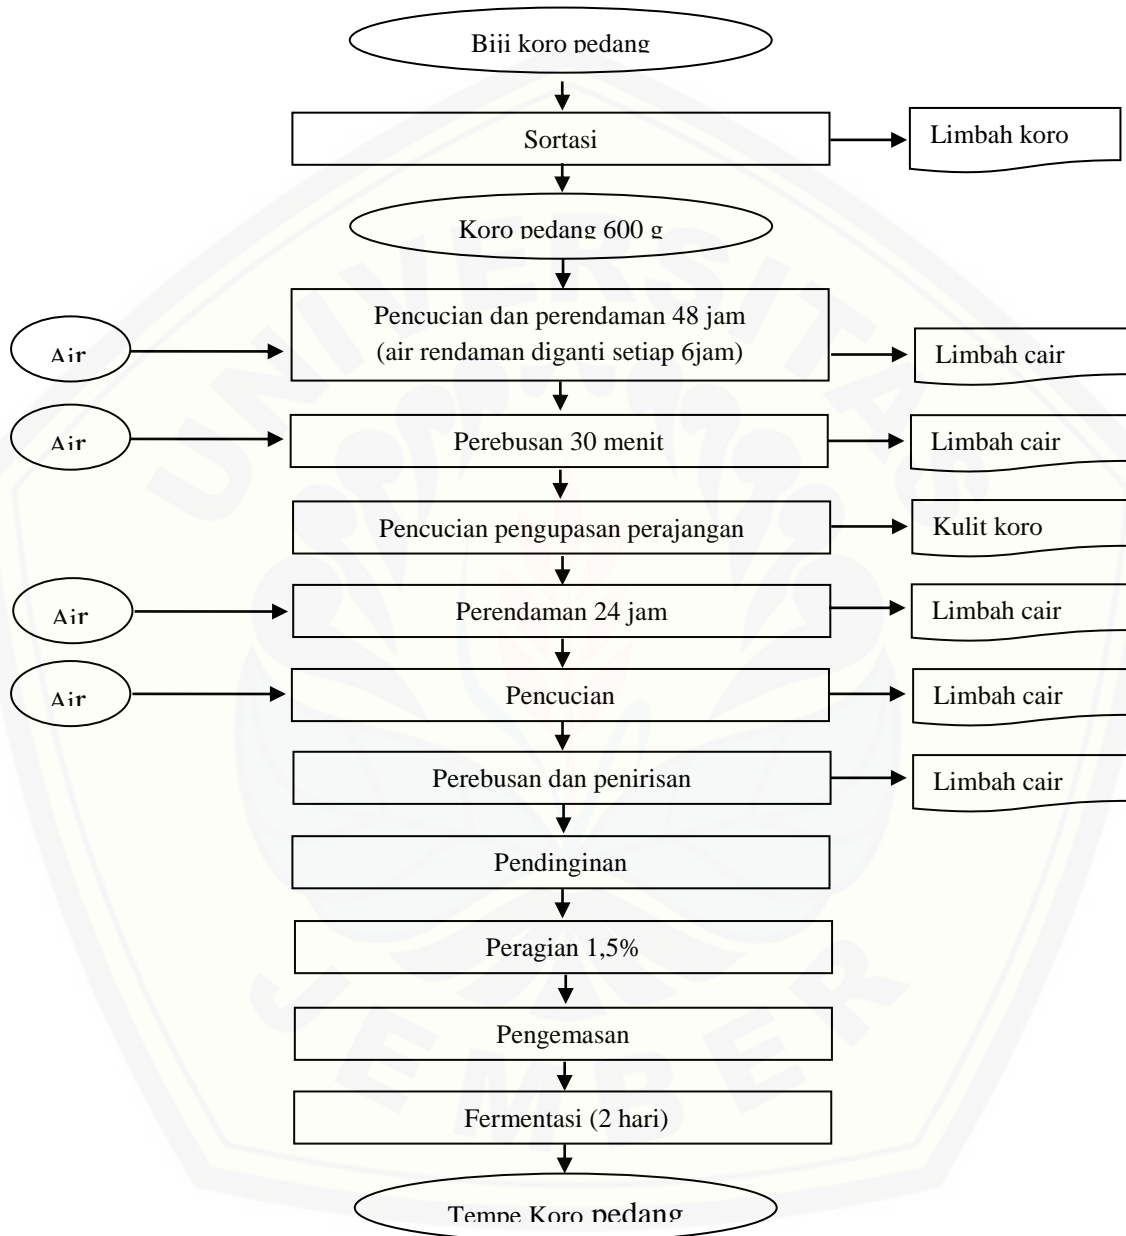 Biji koro pedang
Sortasi
Limbah koro
Koro pedang 600 g
Pencucian dan perendaman 48 jam
(air rendaman diganti setiap 6jam)
Air
Limbah cair
Air
Perebusan 30 menit
Limbah cair
Pencucian pengupasan perajangan
Kulit koro
Air
Perendaman 24 jam
Limbah cair
Air
Pencucian
Limbah cair
Perebusan dan penirisan
Limbah cair
Pendinginan
Peragian 1,5%
Pengemasan
Fermentasi (2 hari)
Tempe Koro pedang
UNIVERSITAS
JEMBER